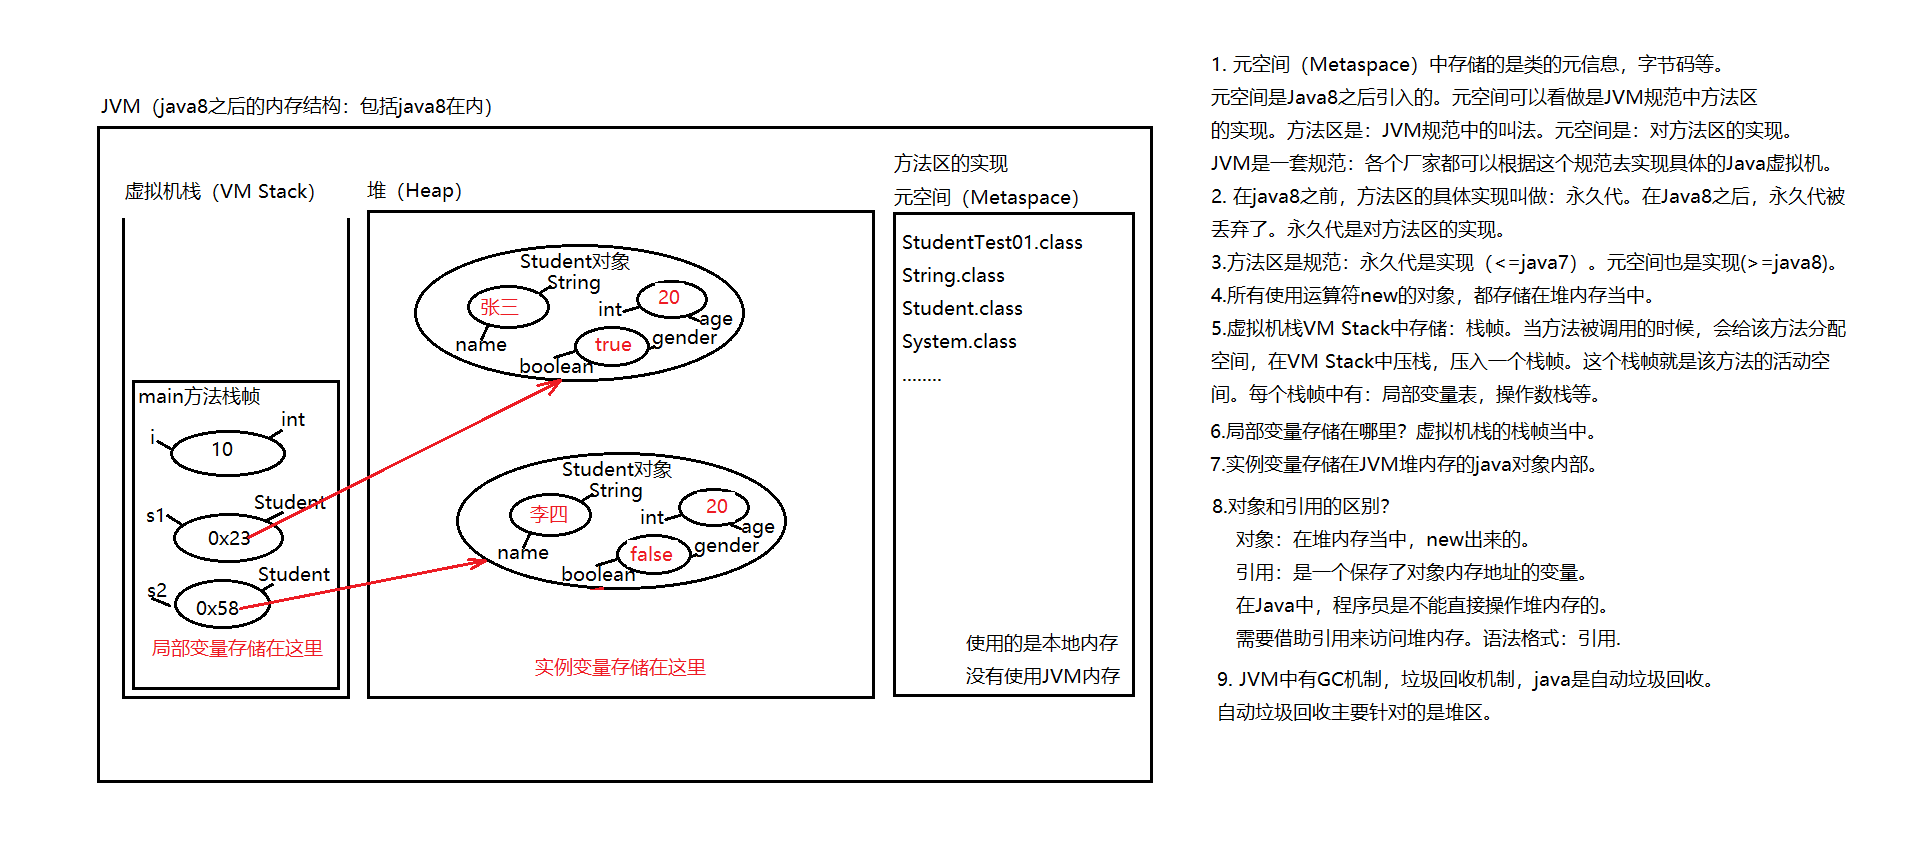 JVM（java8之后的内存结构：包括java8在内）
虚拟机栈（VM Stack）
main方法栈帧
int
i
10
Student
s1
0x23
Student
s2
0x58
局部变量存储在这里
堆（Heap）
Student对象
String
张三
name
int
20
age
true
gender
boolean
Student对象
String
李四
name
int
20
age
false
gender
boolean
实例变量存储在这里
方法区的实现
元空间（Metaspace）
StudentTest01.class
String.class
Student.class
System.class
........
使用的是本地内存
没有使用JVM内存
1. 元空间（Metaspace）中存储的是类的元信息，字节码等。
元空间是Java8之后引入的。元空间可以看做是JVM规范中方法区
的实现。方法区是：JVM规范中的叫法。元空间是：对方法区的实现。
JVM是一套规范：各个厂家都可以根据这个规范去实现具体的Java虚拟机。
2. 在java8之前，方法区的具体实现叫做：永久代。在Java8之后，永久代被
丢弃了。永久代是对方法区的实现。
3.方法区是规范：永久代是实现（<=java7）。元空间也是实现(>=java8)。
4.所有使用运算符new的对象，都存储在堆内存当中。
5.虚拟机栈VM Stack中存储：栈帧。当方法被调用的时候，会给该方法分配
空间，在VM Stack中压栈，压入一个栈帧。这个栈帧就是该方法的活动空
间。每个栈帧中有：局部变量表，操作数栈等。
6.局部变量存储在哪里？虚拟机栈的栈帧当中。
7.实例变量存储在JVM堆内存的java对象内部。
8.对象和引用的区别？
对象：在堆内存当中，new出来的。
引用：是一个保存了对象内存地址的变量。
在Java中，程序员是不能直接操作堆内存的。
需要借助引用来访问堆内存。语法格式：引用.
9. JVM中有GC机制，垃圾回收机制，java是自动垃圾回收。
自动垃圾回收主要针对的是堆区。